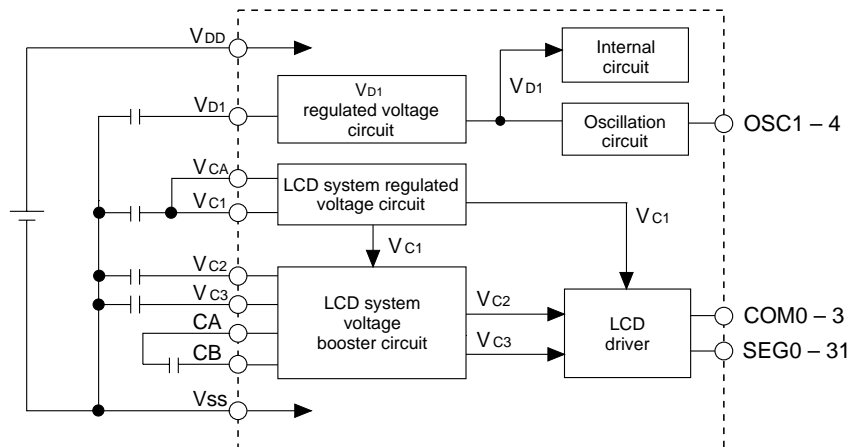 VDD
VD1
VCA
VC1
VC2
VC3
CA
CB
VSS
VD1
regulated voltage
circuit
Internal
circuit
VD1
Oscillation
circuit
OSC1 – 4
LCD system regulated
voltage circuit
VC1
VC1
LCD system
voltage
booster circuit
VC2
VC3
LCD
driver
COM0 – 3
SEG0 – 31